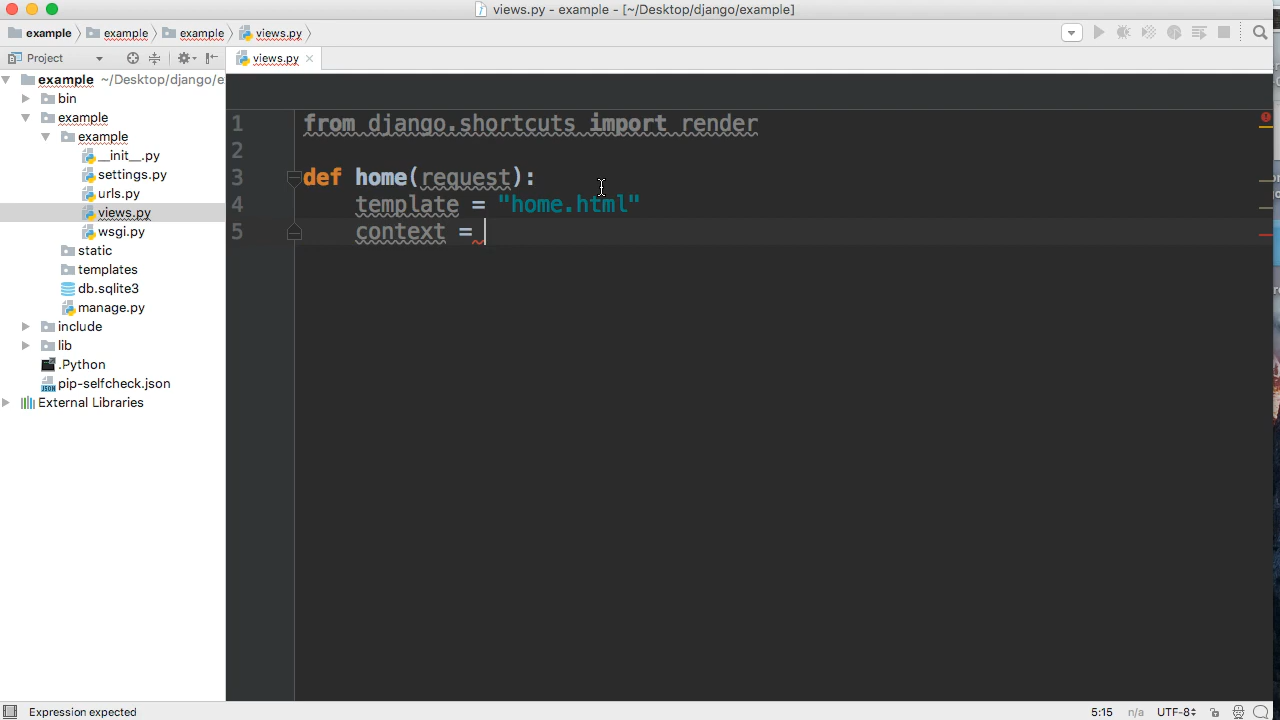 views.py - example - [~/Desktop/django/example]
example example example views.py
Project
views.py
example ~/Desktop/django/e
bin
example
example
__init__.py
settings.py
urls.py
views.py
wsgi.py
static
templates
db.sqlite3
manage.py
include
lib
.Python
pip-selfcheck.json
External Libraries
1 from django.shortcuts import render
2
3 def home(request):
4 template = "home.html"
5 context =
Expression expected
5:15 n/a UTF-8